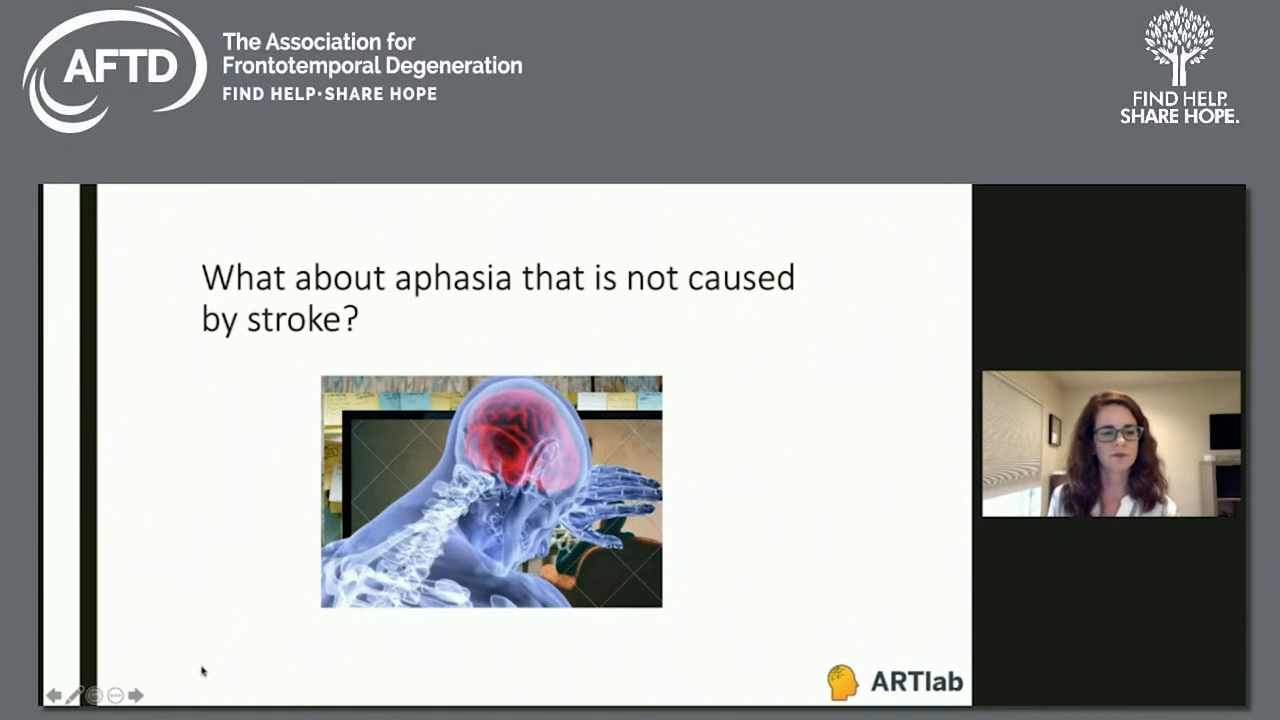 AFTD
The Association for
Frontotemporal Degeneration
FIND HELP•SHARE HOPE
FIND HELP.
SHARE HOPE.
What about aphasia that is not caused
by stroke?
ARTlab